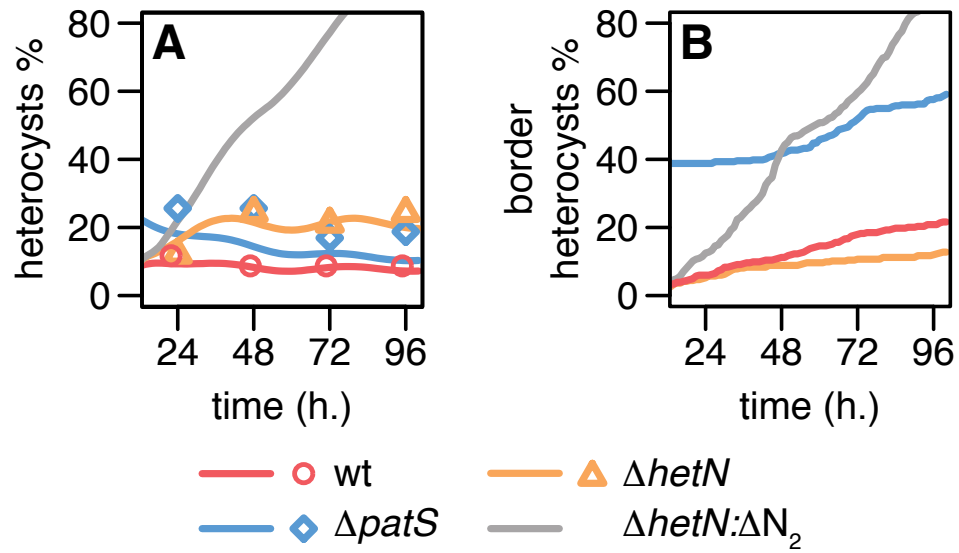 A
heterocysts %
80
60
40
20
0
24 48 72 96
time (h.)
B
border
heterocysts %
80
60
40
20
0
24 48 72 96
time (h.)
wt
ΔhetN
ΔpatS
ΔhetN:ΔN₂